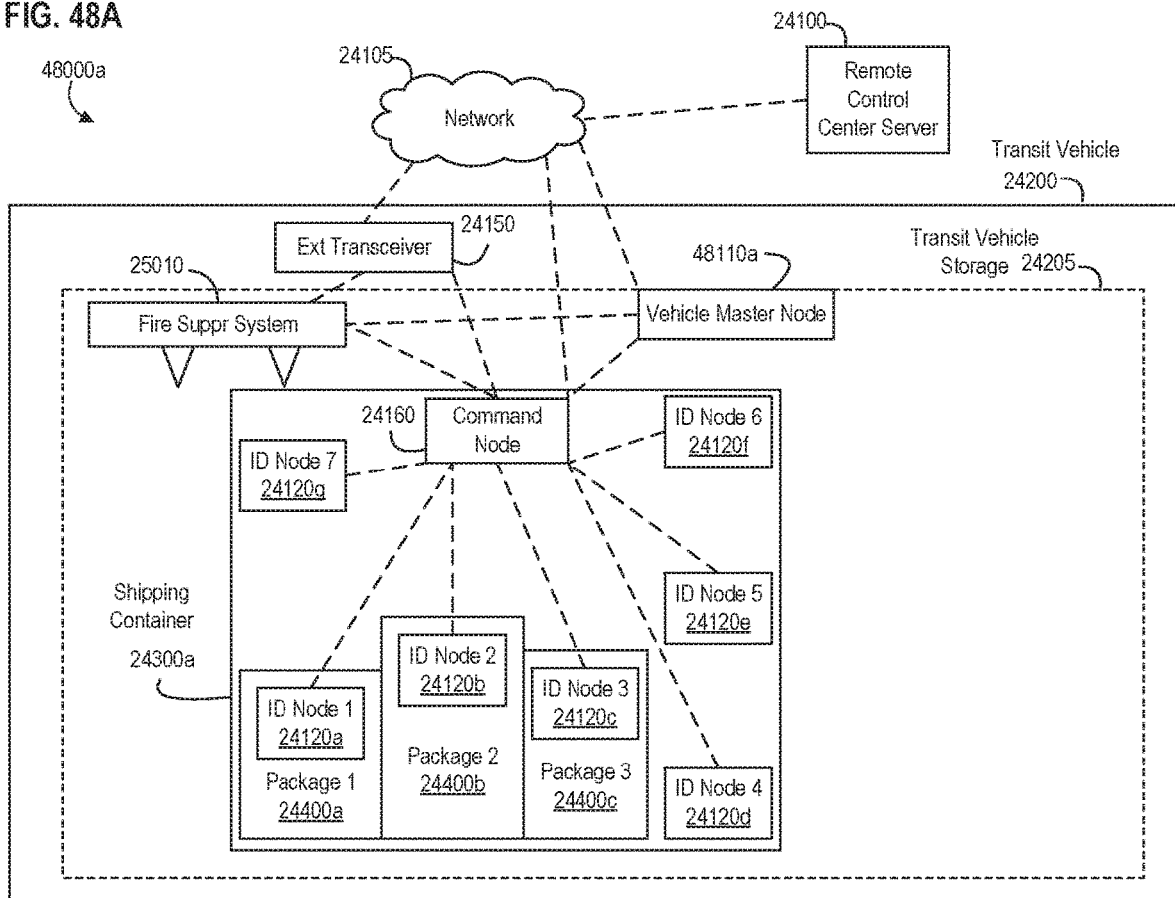 FIG. 48A
48000a
24105
Network
24100
Remote
Control
Center Server
Transit Vehicle
24200
Ext Transceiver
24150
Transit Vehicle
Storage 24205
25010
48110a
Fire Suppr System
Vehicle Master Node
24160
Command
Node
ID Node 6
24120f
ID Node 7
24120g
Shipping
Container
24300a
ID Node 5
24120e
ID Node 2
24120b
ID Node 3
24120c
ID Node 1
24120a
Package 2
24400b
Package 3
24400c
Package 1
24400a
ID Node 4
24120d